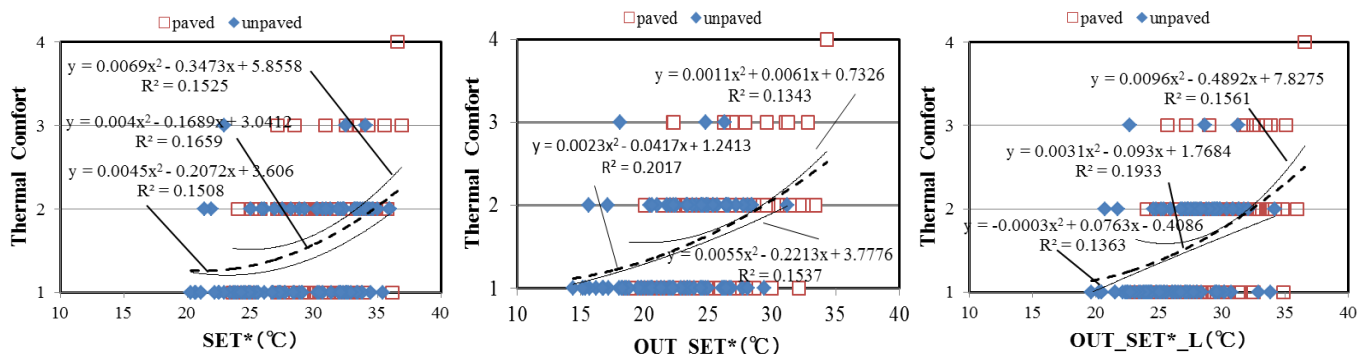 paved unpaved
4
3
2
1
Thermal Comfort
y = 0.0069x² - 0.3473x + 5.8558
R² = 0.1525
y = 0.004x² - 0.1689x + 3.0412
R² = 0.1659
y = 0.0045x² - 0.2072x + 3.606
R² = 0.1508
10 15 20 25 30 35 40
SET*(℃)
paved unpaved
4
3
2
1
Thermal Comfort
y = 0.0011x² + 0.0061x + 0.7326
R² = 0.1343
y = 0.0023x² - 0.0417x + 1.2413
R² = 0.2017
y = 0.0055x² - 0.2213x + 3.7776
R² = 0.1537
10 15 20 25 30 35 40
OUT_SET*(℃)
paved unpaved
4
3
2
1
Thermal Comfort
y = 0.0096x² - 0.4892x + 7.8275
R² = 0.1561
y = 0.0031x² - 0.093x + 1.7684
R² = 0.1933
y = -0.0003x² + 0.0763x - 0.4086
R² = 0.1363
10 15 20 25 30 35 40
OUT_SET*_L(℃)